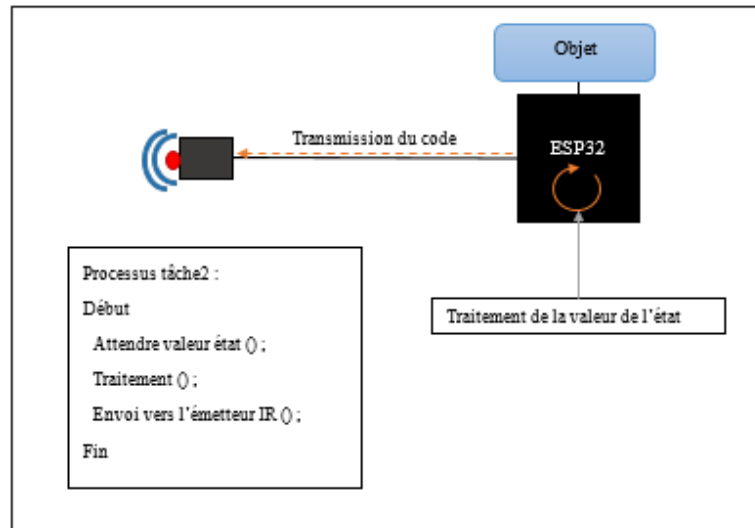 Objet
Transmission du code
ESP32
Processus tâche2 :
Début
Attendre valeur état () ;
Traitement () ;
Envoi vers l'émetteur IR () ;
Fin
Traitement de la valeur de l'état